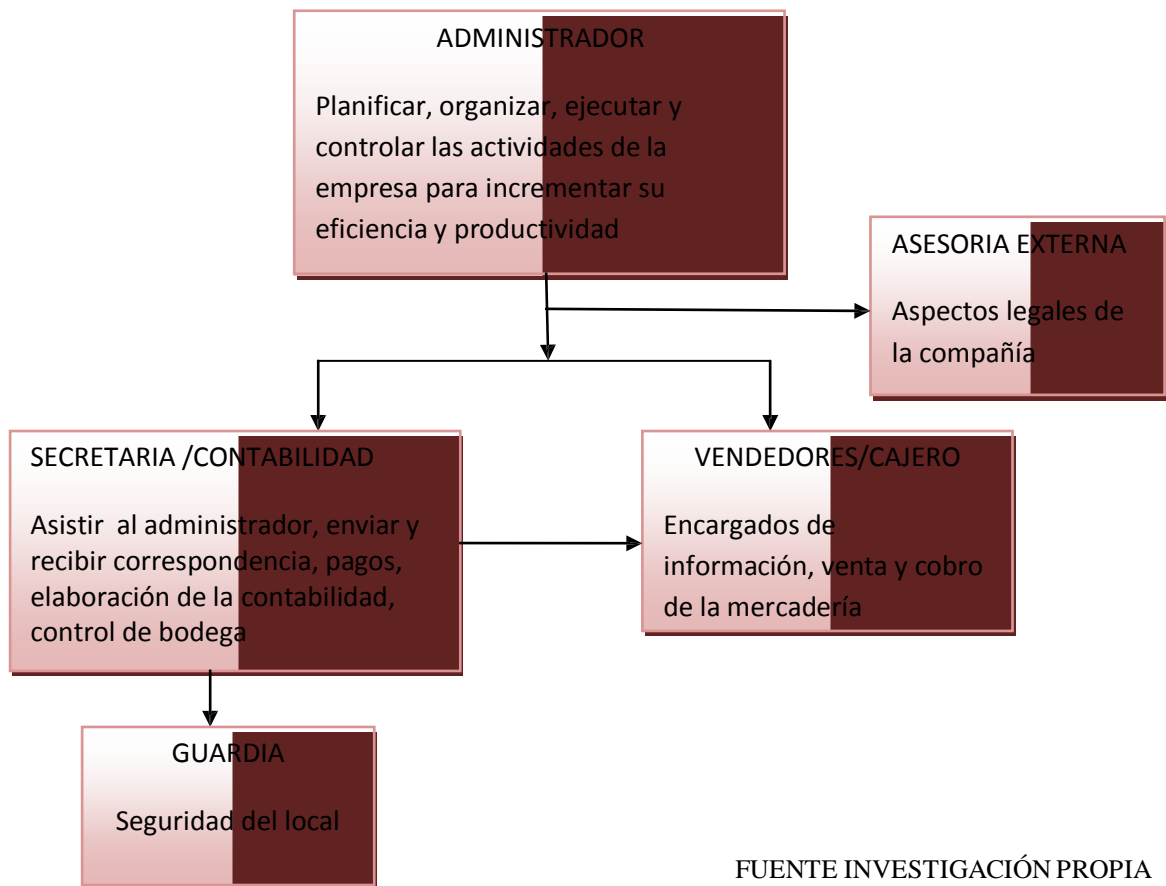 ADMINISTRADOR
Planificar, organizar, ejecutar y
controlar las actividades de la
empresa para incrementar su
eficiencia y productividad
ASESORIA EXTERNA
Aspectos legales de
la compañía
SECRETARIA /CONTABILIDAD
Asistir al administrador, enviar y
recibir correspondencia, pagos,
elaboración de la contabilidad,
control de bodega
VENDEDORES/CAJERO
Encargados de
información, venta y cobro
de la mercadería
GUARDIA
Seguridad del local
FUENTE INVESTIGACIÓN PROPIA